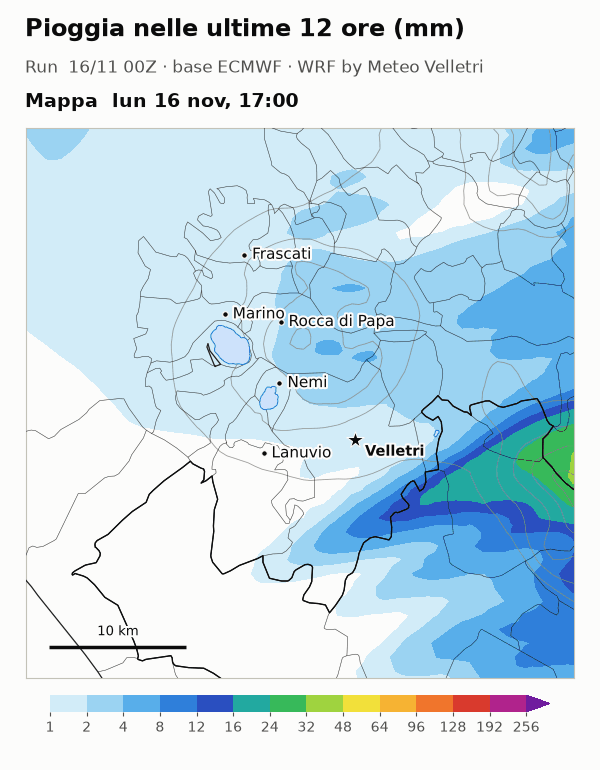 Pioggia nelle ultime 12 ore (mm)
Run 16/11 00Z · base ECMWF · WRF by Meteo Velletri
Mappa lun 16 nov, 17:00
Frascati
Marino
Rocca di Papa
Nemi
Velletri
Lanuvio
10 km
1 2 4 8 12 16 24 32 48 64 96 128 192 256